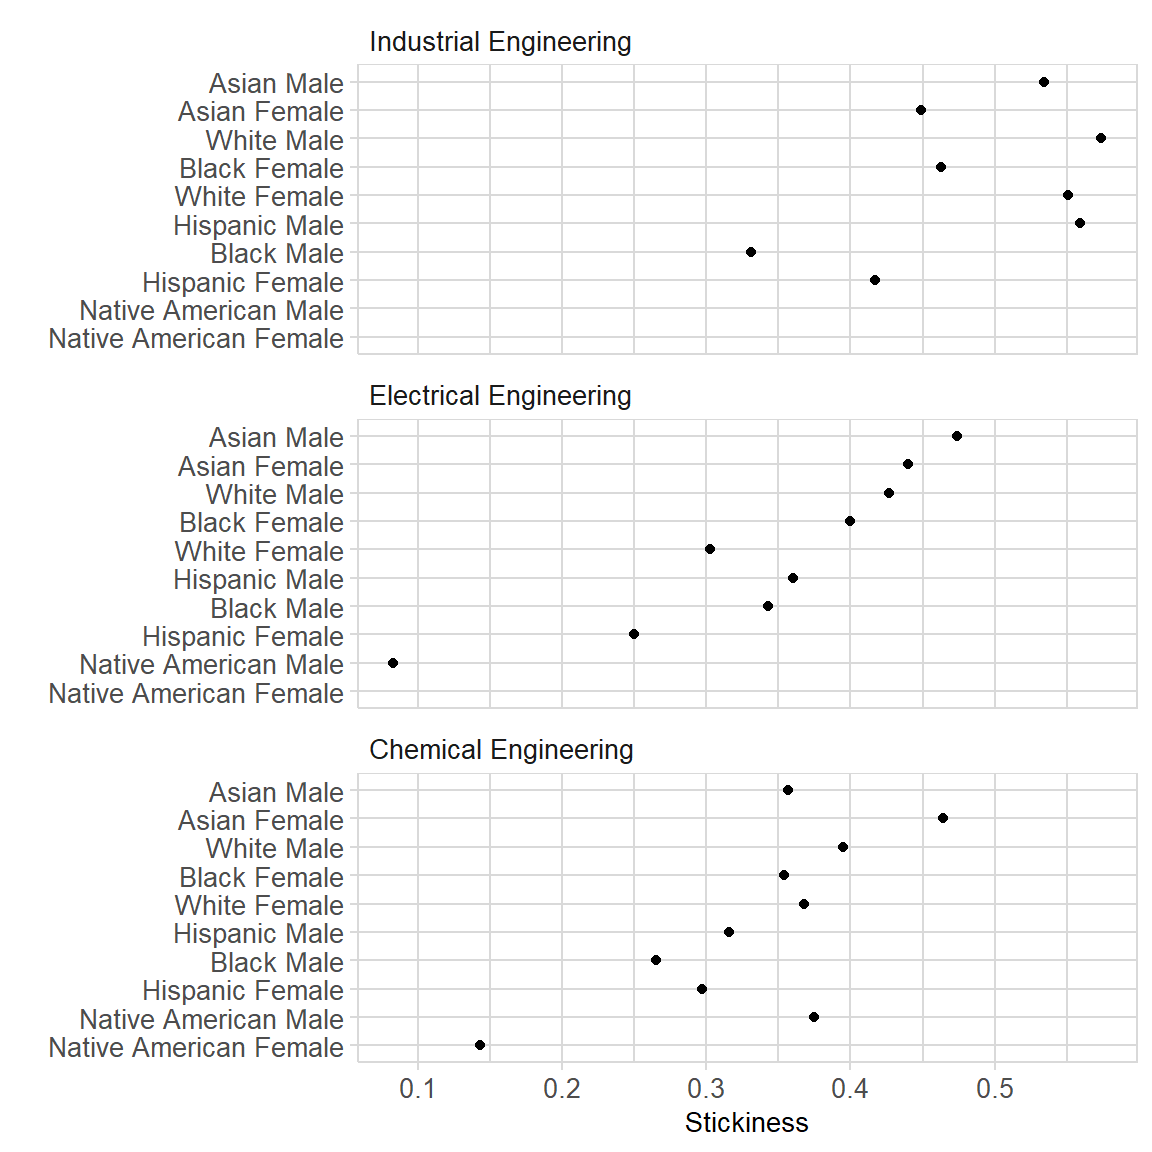 Industrial Engineering
Asian Male
Asian Female
White Male
Black Female
White Female
Hispanic Male
Black Male
Hispanic Female
Native American Male
Native American Female
Electrical Engineering
Asian Male
Asian Female
White Male
Black Female
White Female
Hispanic Male
Black Male
Hispanic Female
Native American Male
Native American Female
Chemical Engineering
Asian Male
Asian Female
White Male
Black Female
White Female
Hispanic Male
Black Male
Hispanic Female
Native American Male
Native American Female
0.1 0.2 0.3 0.4 0.5
Stickiness